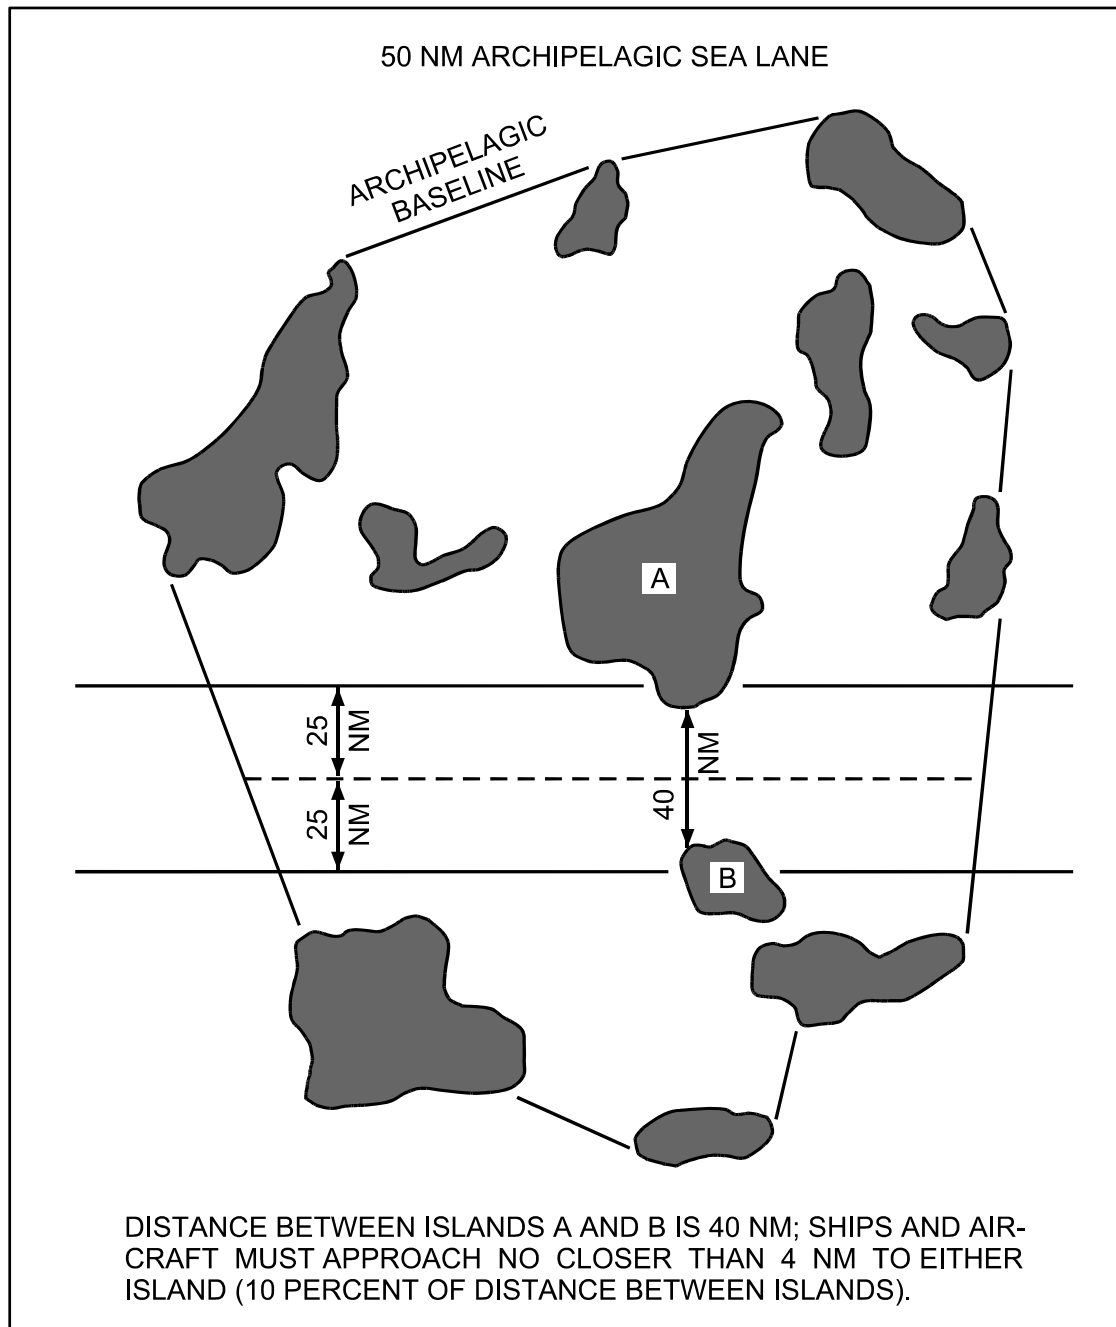 50 NM ARCHIPELAGIC SEA LANE
ARCHIPELAGIC
BASELINE
A
25
NM
NM
40
25
NM
B
DISTANCE BETWEEN ISLANDS A AND B IS 40 NM; SHIPS AND AIR-
CRAFT MUST APPROACH NO CLOSER THAN 4 NM TO EITHER
ISLAND (10 PERCENT OF DISTANCE BETWEEN ISLANDS).